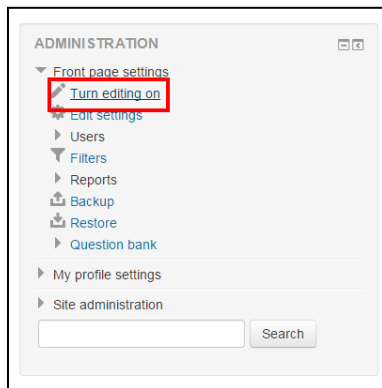 ADMINISTRATION
Front page settings
Turn editing on
Edit settings
Users
Filters
Reports
Backup
Restore
Question bank
My profile settings
Site administration
Search